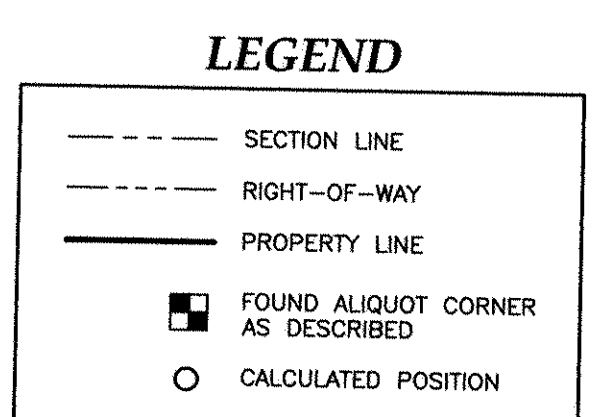 LEGEND
SECTION LINE
RIGHT-OF-WAY
PROPERTY LINE
FOUND ALIQUOT CORNER
AS DESCRIBED
CALCULATED POSITION